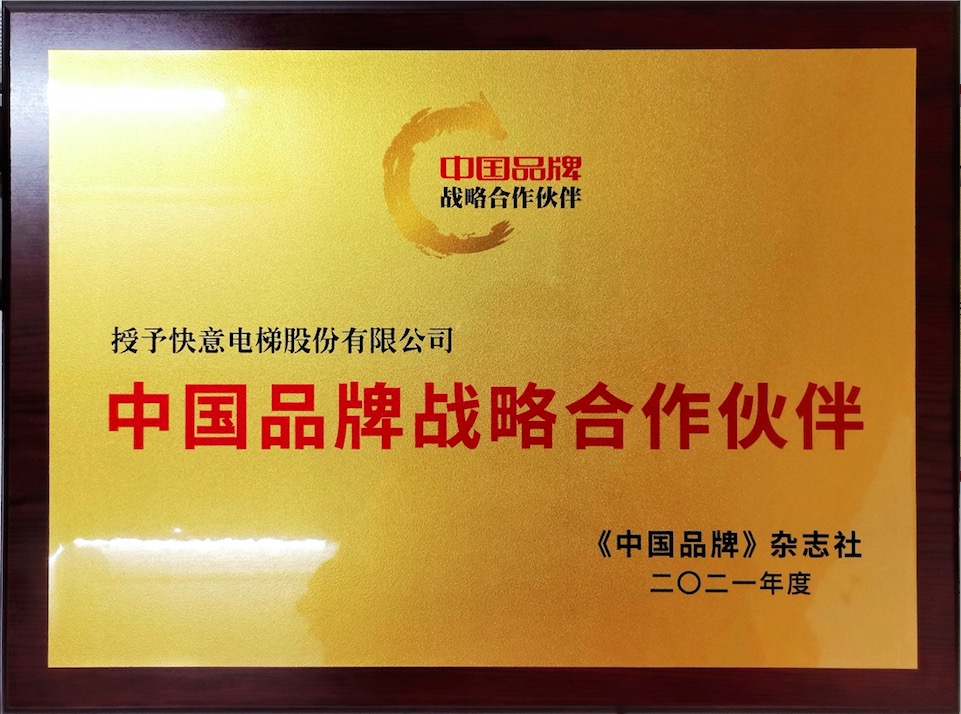 中国品牌
战略合作伙伴
授予快意电梯股份有限公司
中国品牌战略合作伙伴
《中国品牌》杂志社
二〇二一年度